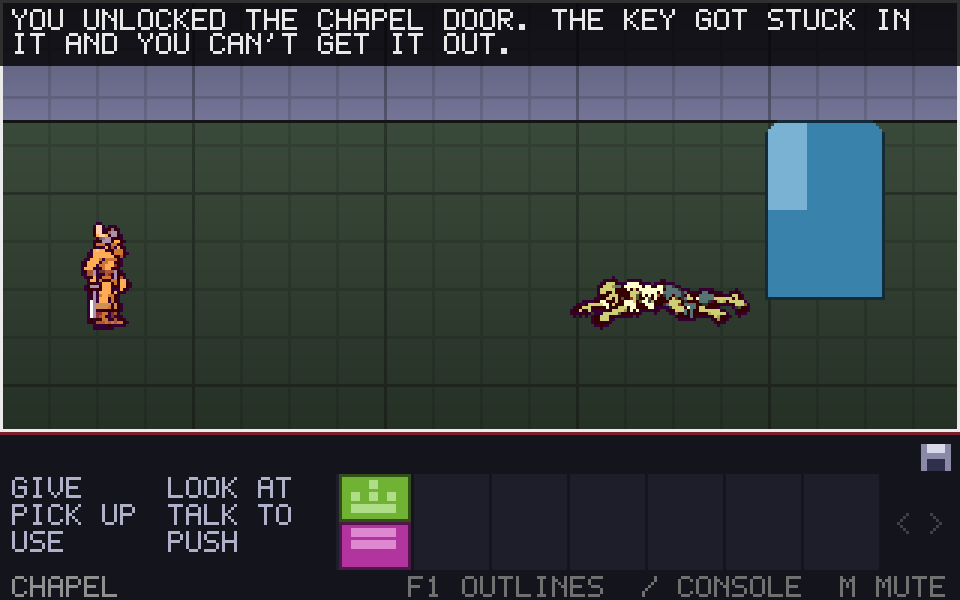 YOU UNLOCKED THE CHAPEL DOOR. THE KEY GOT STUCK IN
IT AND YOU CAN'T GET IT OUT.
GIVE LOOK AT
PICK UP TALK TO
USE PUSH
CHAPEL F1 OUTLINES / CONSOLE M MUTE